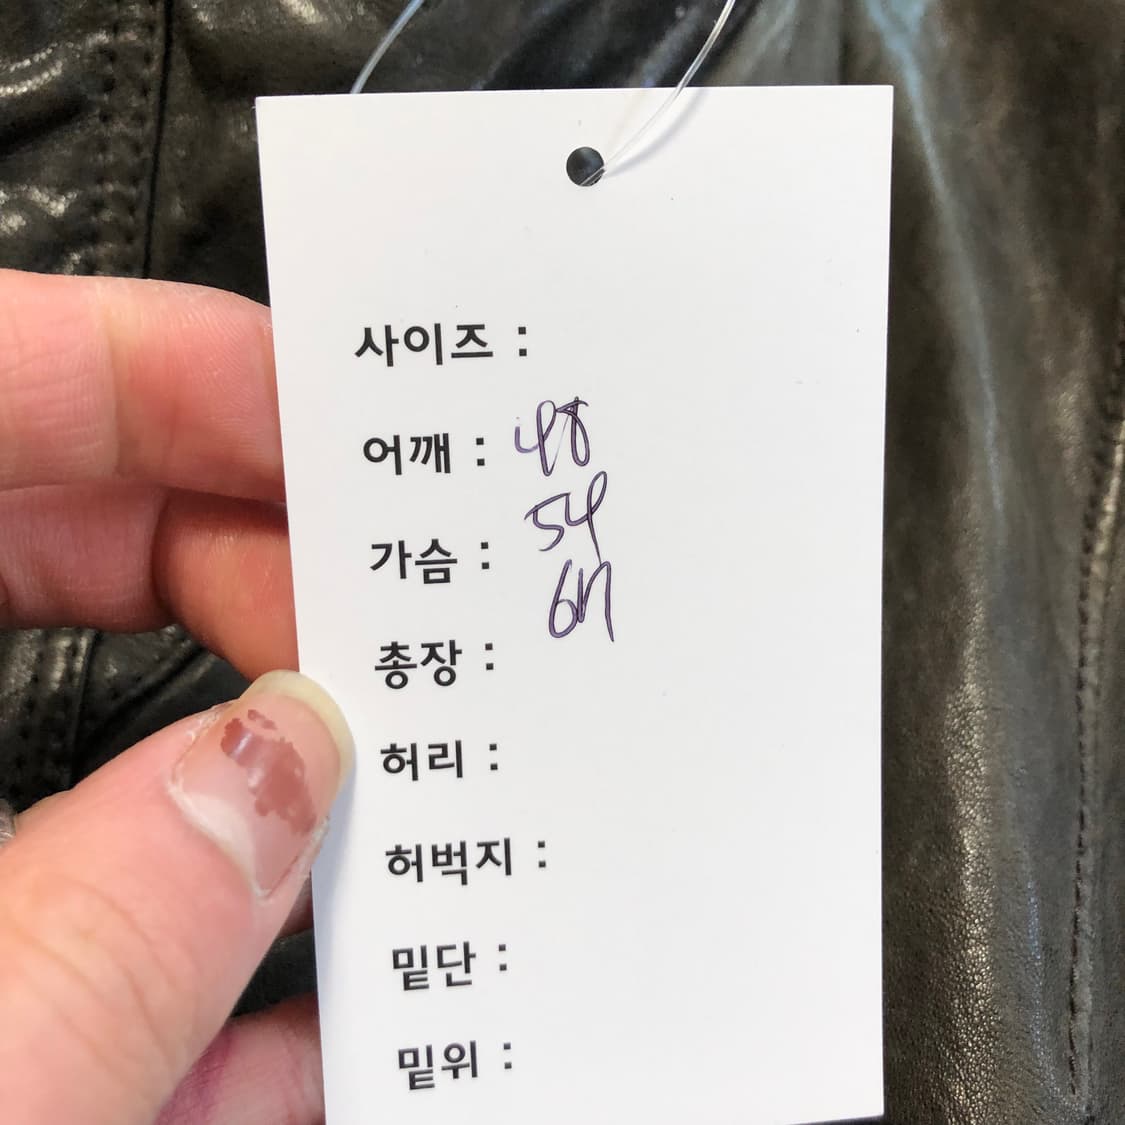 사이즈 :
어깨 : 48
가슴 : 54
총장 : 67
허리 :
허벅지 :
밑단 :
밑위 :